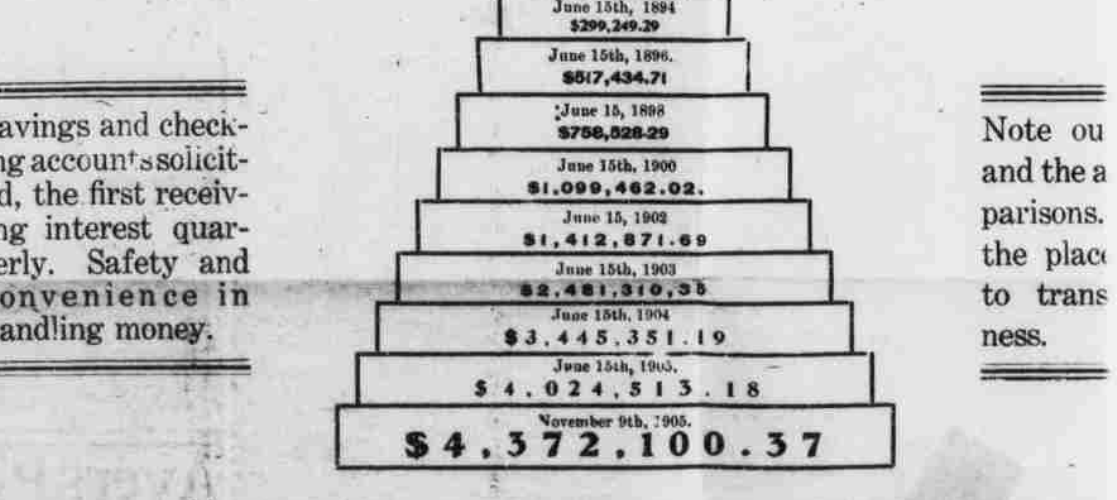 avings and check-
ng accounts solicit-
d, the first receiv-
ng interest quar-
erly. Safety and
onvenience in
andling money.
June 15th, 1894
$299,249.29
June 15th, 1896.
$517,434.71
June 15, 1898
$758,528.29
June 15th, 1900
$1,099,462.02.
June 15, 1902
$1,412,871.69
June 15th, 1903
$2,481,310,35
June 15th, 1904
$3,445,351.19
June 15th, 1905.
$4,024,513.18
November 9th, 1905.
$4,372,100.37
Note ou
and the a
parisons.
the place
to trans
ness.